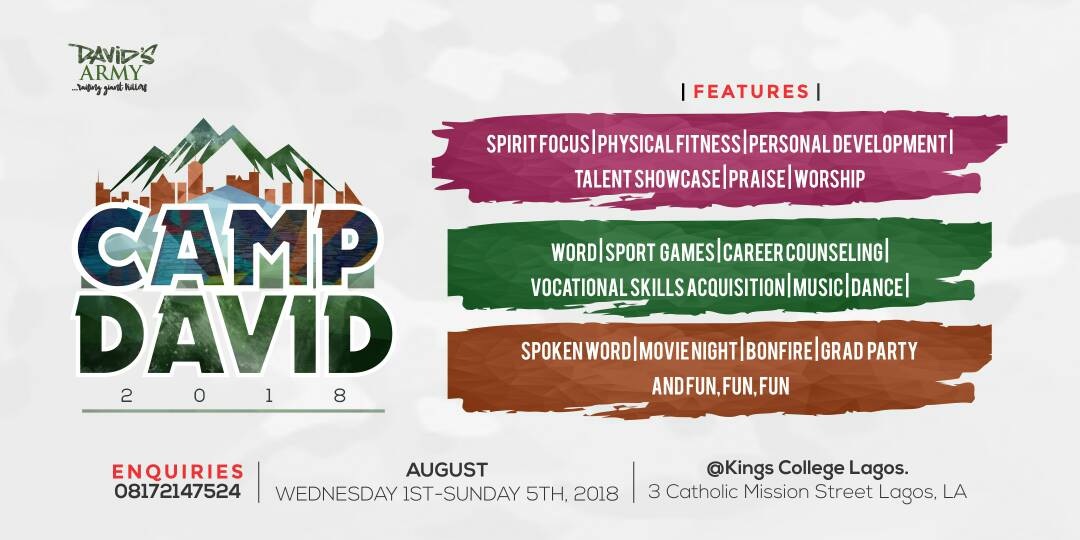 DAVID'S
ARMY
...raising giant killers
CAMP
DAVID
2 0 1 8
| FEATURES |
SPIRIT FOCUS|PHYSICAL FITNESS|PERSONAL DEVELOPMENT|
TALENT SHOWCASE|PRAISE|WORSHIP
WORD|SPORT GAMES|CAREER COUNSELING|
VOCATIONAL SKILLS ACQUISITION|MUSIC|DANCE|
SPOKEN WORD|MOVIE NIGHT|BONFIRE|GRAD PARTY
AND FUN, FUN, FUN
ENQUIRIES
08172147524
AUGUST
WEDNESDAY 1ST-SUNDAY 5TH, 2018
@Kings College Lagos.
3 Catholic Mission Street Lagos, LA